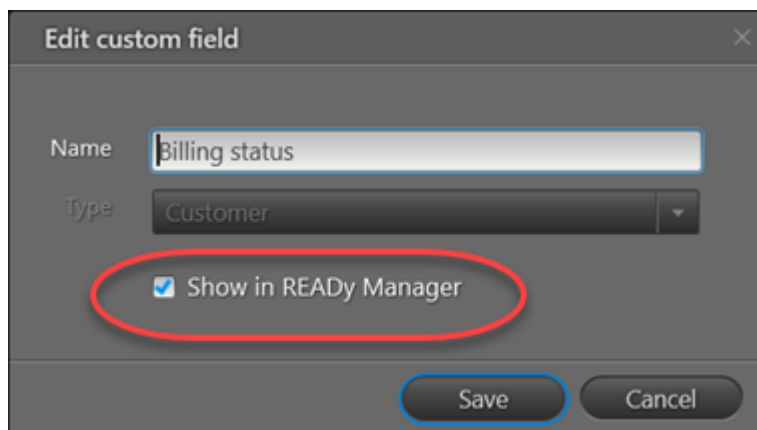 Edit custom field
Name Billing status
Type Customer
Show in READy Manager
Save Cancel